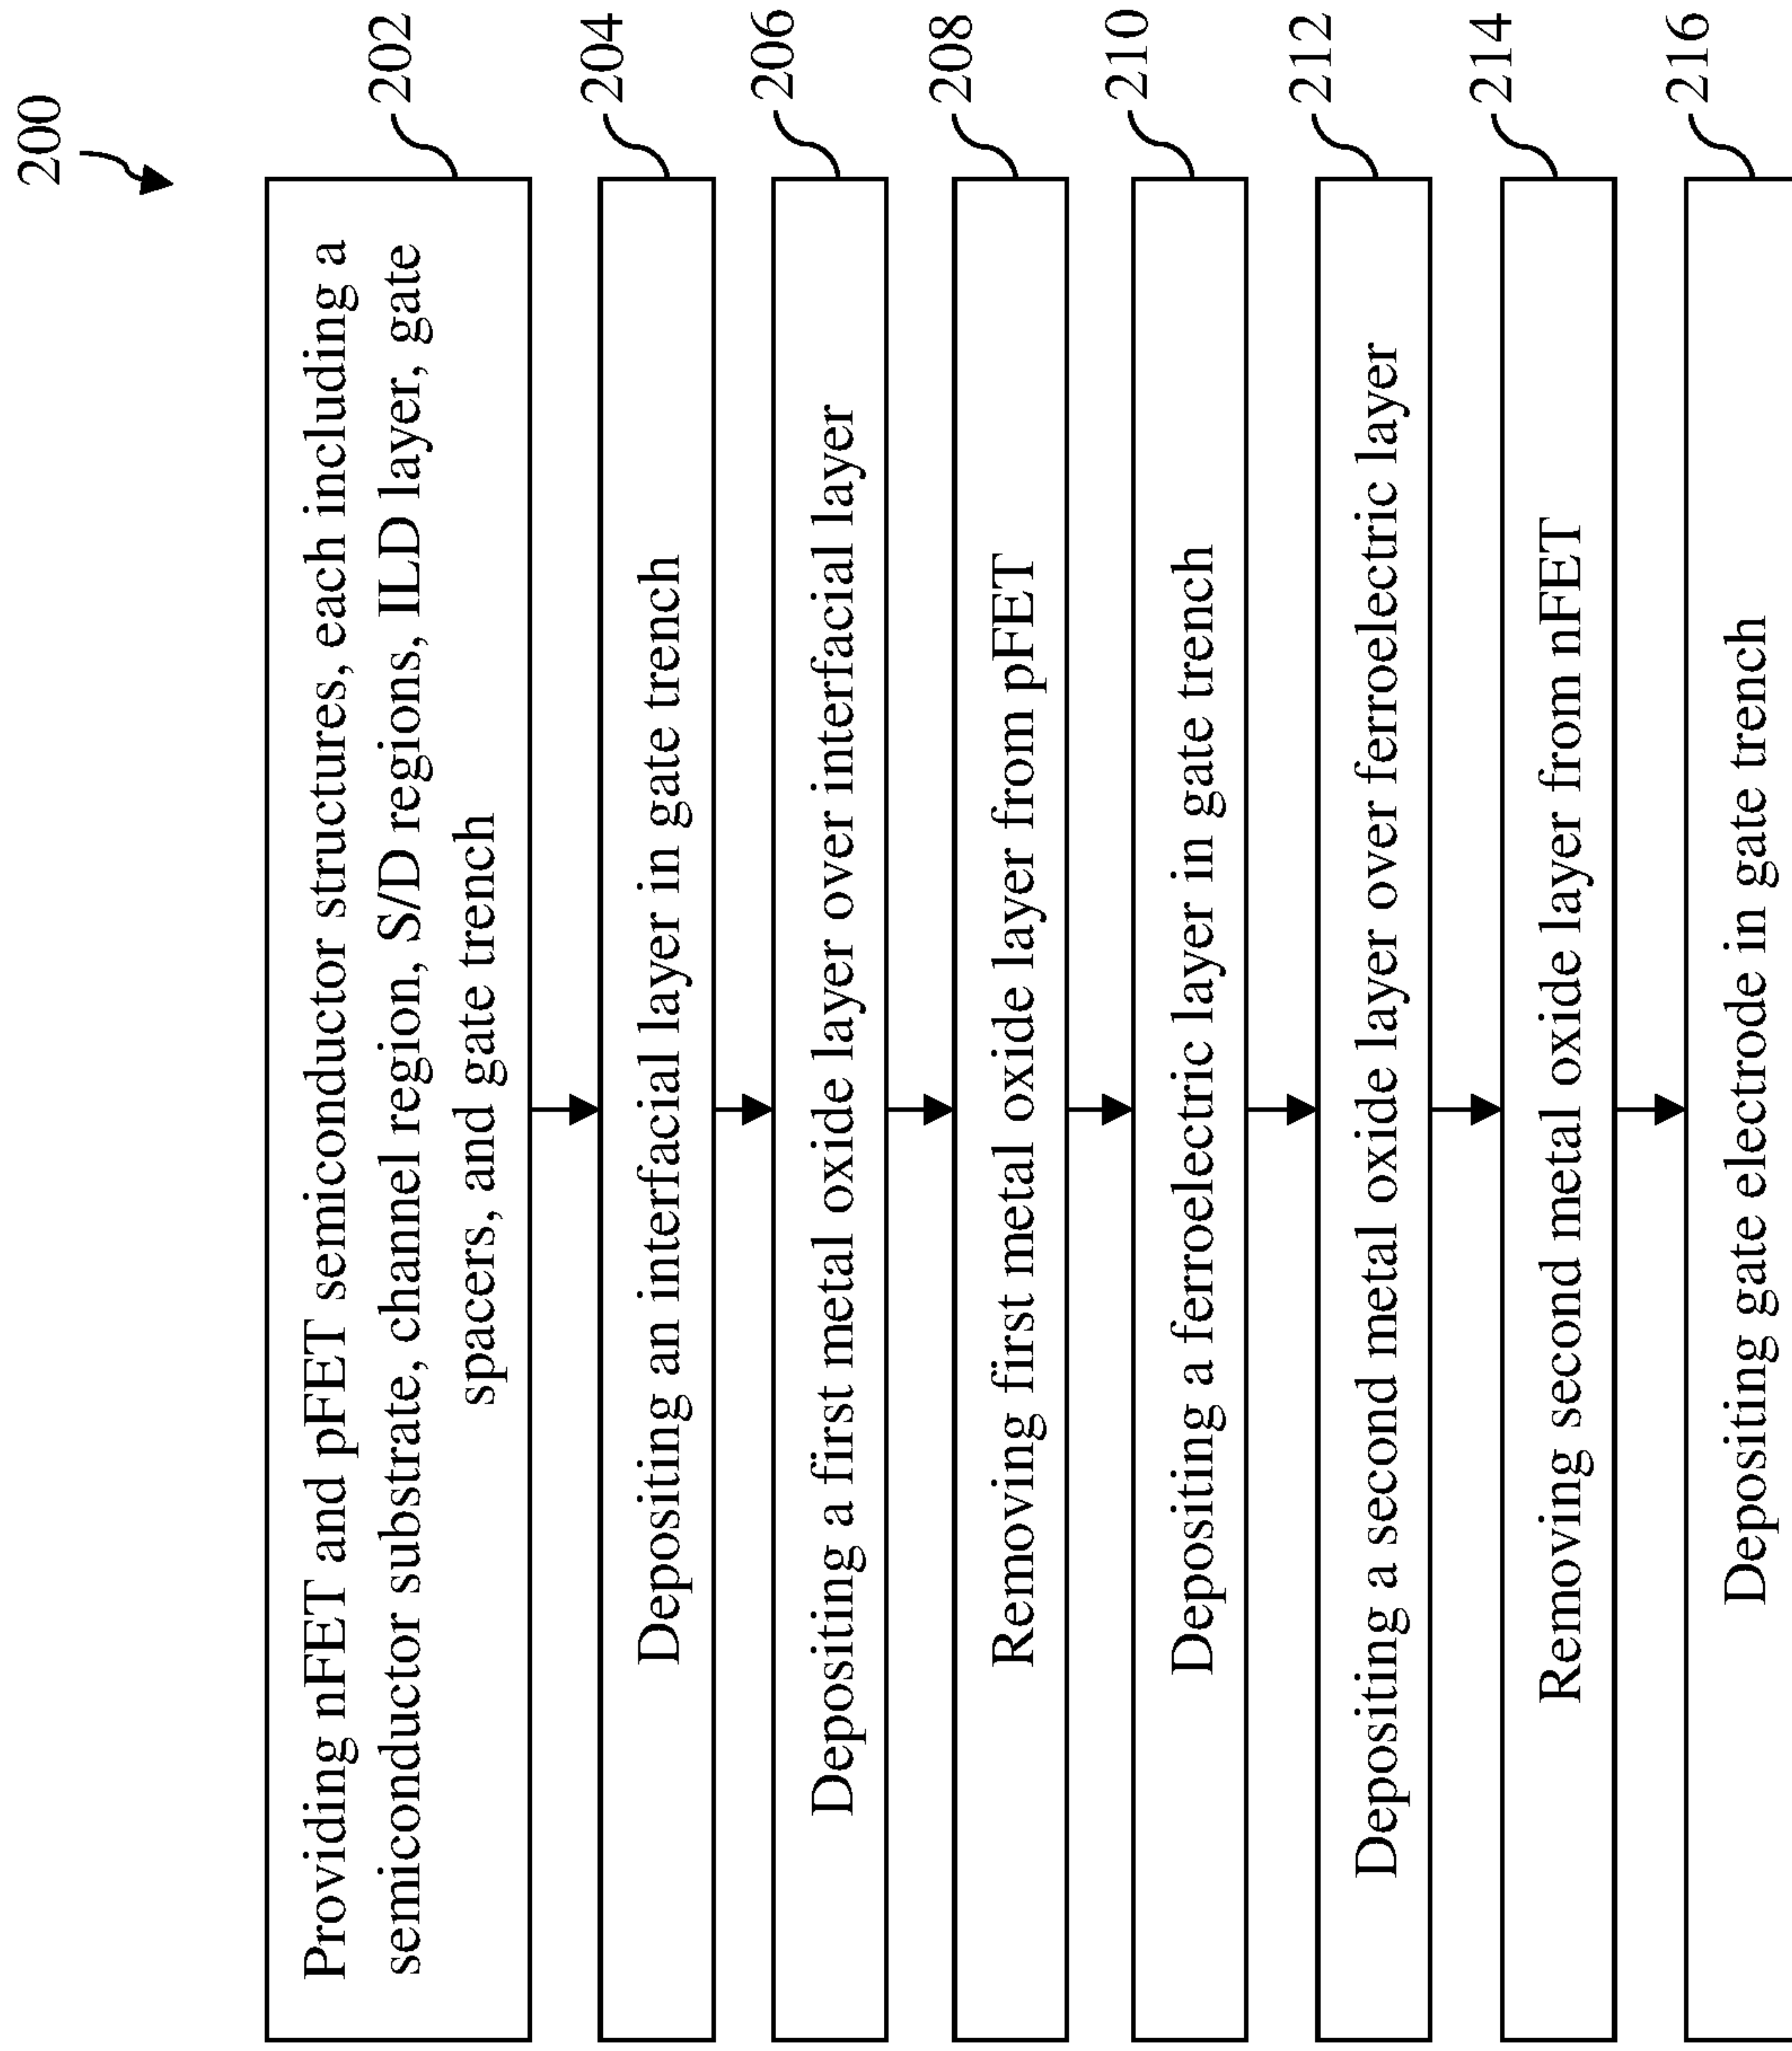 200
Providing nFET and pFET semiconductor structures, each including a
semiconductor substrate, channel region, S/D regions, ILD layer, gate
spacers, and gate trench
202
Depositing an interfacial layer in gate trench
204
Depositing a first metal oxide layer over interfacial layer
206
Removing first metal oxide layer from pFET
208
Depositing a ferroelectric layer in gate trench
210
Depositing a second metal oxide layer over ferroelectric layer
212
Removing second metal oxide layer from nFET
214
Depositing gate electrode in gate trench
216